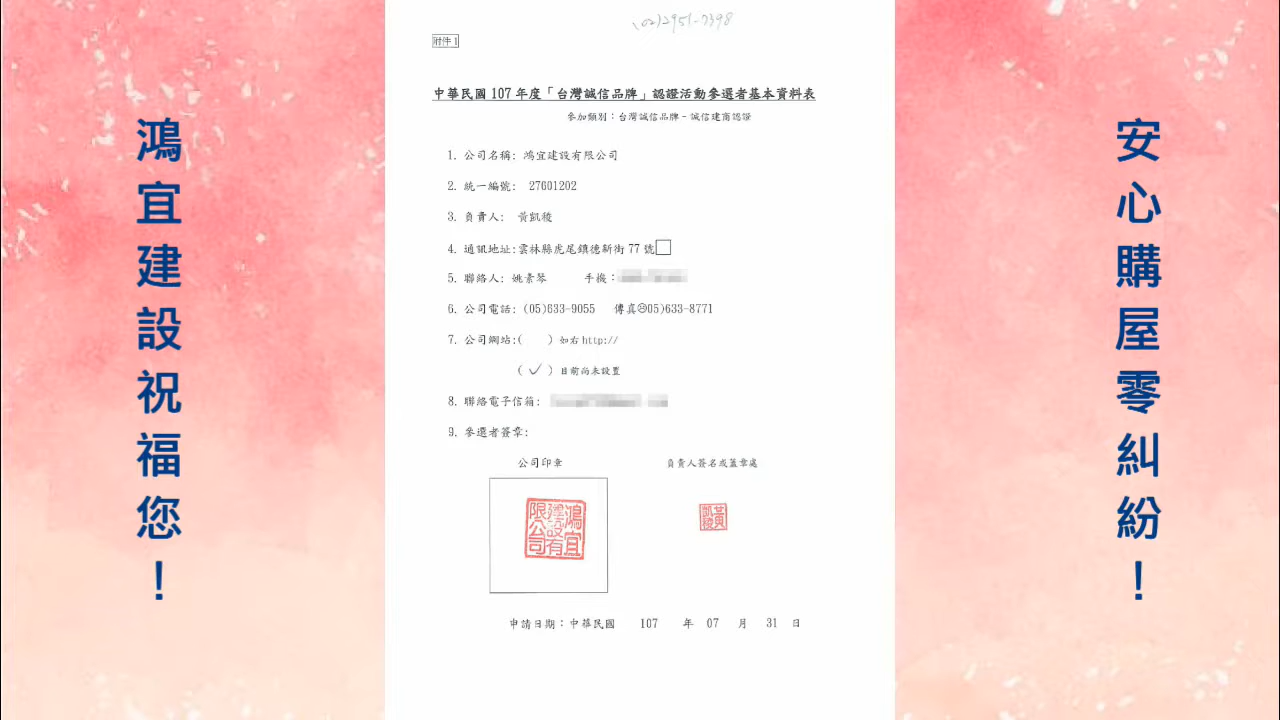 鴻宜建設祝福您！
(02)2951-7398
附件1
中華民國 107 年度「台灣誠信品牌」認證活動參選者基本資料表
參加類別：台灣誠信品牌－誠信建商認證
1. 公司名稱: 鴻宜建設有限公司
2. 統一編號: 27601202
3. 負責人: 黃凱稜
4. 通訊地址:雲林縣虎尾鎮德新街 77 號□
5. 聯絡人: 姚素琴 手機：
6. 公司電話: (05)633-9055 傳真☹05)633-8771
7. 公司網站:( ) 如右 http://
( ✓ ) 目前尚未設置
8. 聯絡電子信箱:
9. 參選者簽章:
公司印章 負責人簽名或蓋章處
鴻宜建設有限公司
申請日期：中華民國 107 年 07 月 31 日
安心購屋零糾紛！